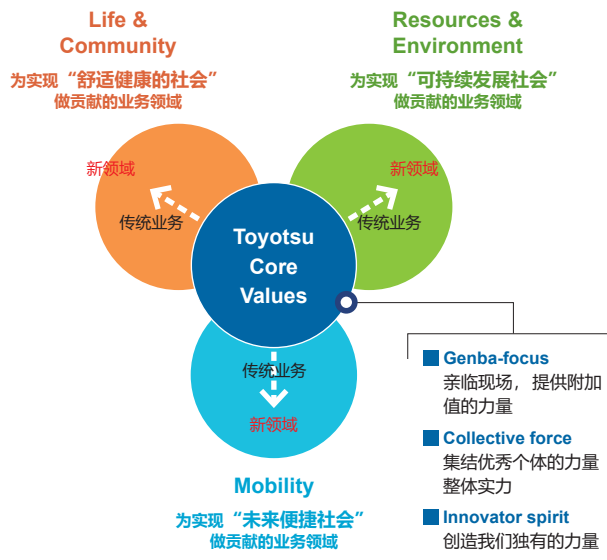 Life &
Community
为实现“舒适健康的社会”
做贡献的业务领域
Resources &
Environment
为实现“可持续发展社会”
做贡献的业务领域
新领域
传统业务
新领域
传统业务
Toyotsu
Core
Values
传统业务
新领域
Mobility
为实现“未来便捷社会”
做贡献的业务领域
Genba-focus
亲临现场，提供附加
值的力量
Collective force
集结优秀个体的力量
整体实力
Innovator spirit
创造我们独有的力量